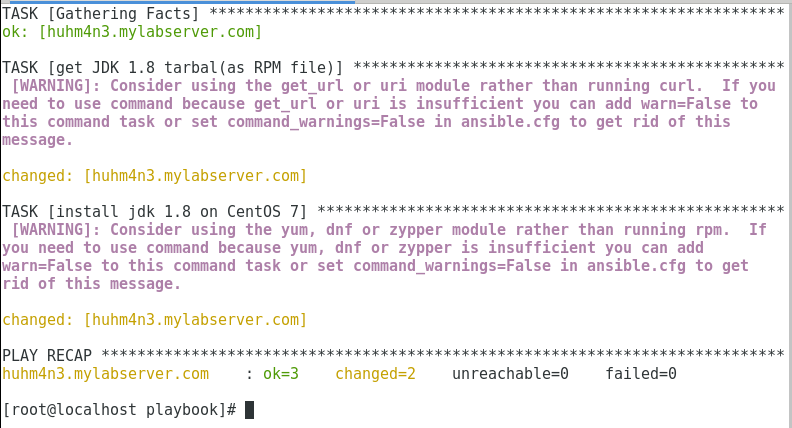 TASK [Gathering Facts] ****************************************************************
ok: [huhm4n3.mylabserver.com]
TASK [get JDK 1.8 tarbal(as RPM file)] ************************************************
[WARNING]: Consider using the get_url or uri module rather than running curl.  If you
need to use command because get_url or uri is insufficient you can add warn=False to
this command task or set command_warnings=False in ansible.cfg to get rid of this
message.
changed: [huhm4n3.mylabserver.com]
TASK [install jdk 1.8 on CentOS 7] ****************************************************
[WARNING]: Consider using the yum, dnf or zypper module rather than running rpm.  If
you need to use command because yum, dnf or zypper is insufficient you can add
warn=False to this command task or set command_warnings=False in ansible.cfg to get
rid of this message.
changed: [huhm4n3.mylabserver.com]
PLAY RECAP ****************************************************************************
huhm4n3.mylabserver.com    : ok=3    changed=2    unreachable=0    failed=0
[root@localhost playbook]#